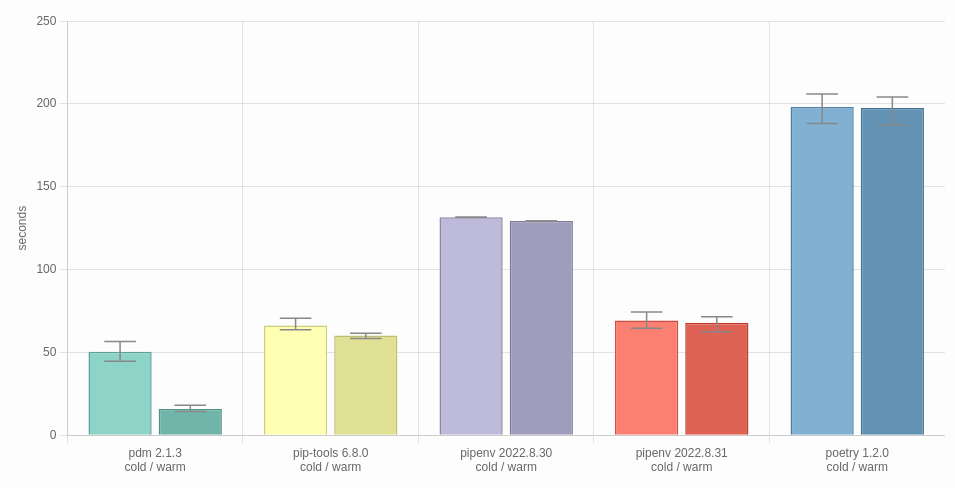 250
200
150
100
50
0
seconds
pdm 2.1.3
cold / warm
pip-tools 6.8.0
cold / warm
pipenv 2022.8.30
cold / warm
pipenv 2022.8.31
cold / warm
poetry 1.2.0
cold / warm